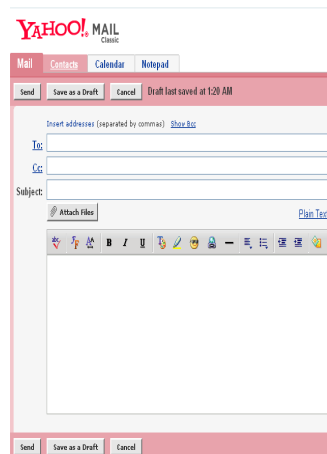 YAHOO! MAIL
Classic
Mail Contacts Calendar Notepad
Send Save as a Draft Cancel Draft last saved at 1:20 AM
Insert addresses (separated by commas) Show Bcc
To:
Cc:
Subject:
Attach Files
Plain Text
B I U
Send Save as a Draft Cancel